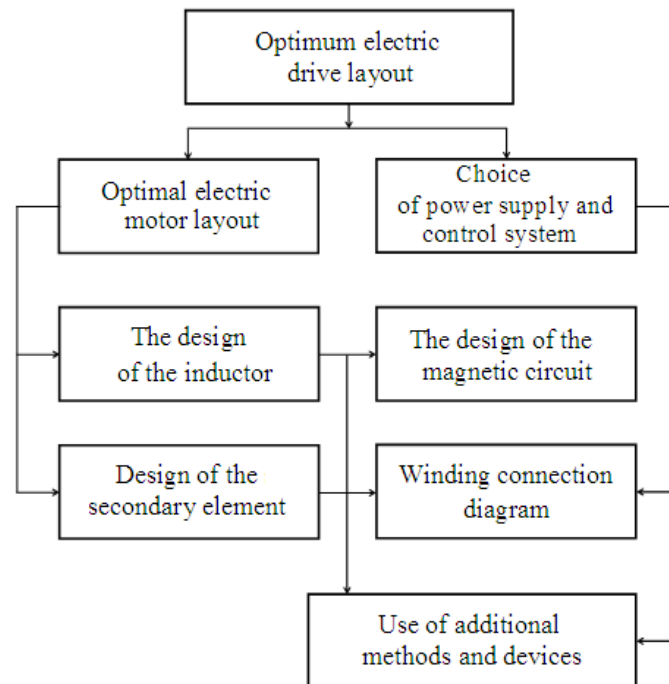 Optimum electric
drive layout
Optimal electric
motor layout
Choice
of power supply and
control system
The design
of the inductor
The design of the
magnetic circuit
Design of the
secondary element
Winding connection
diagram
Use of additional
methods and devices